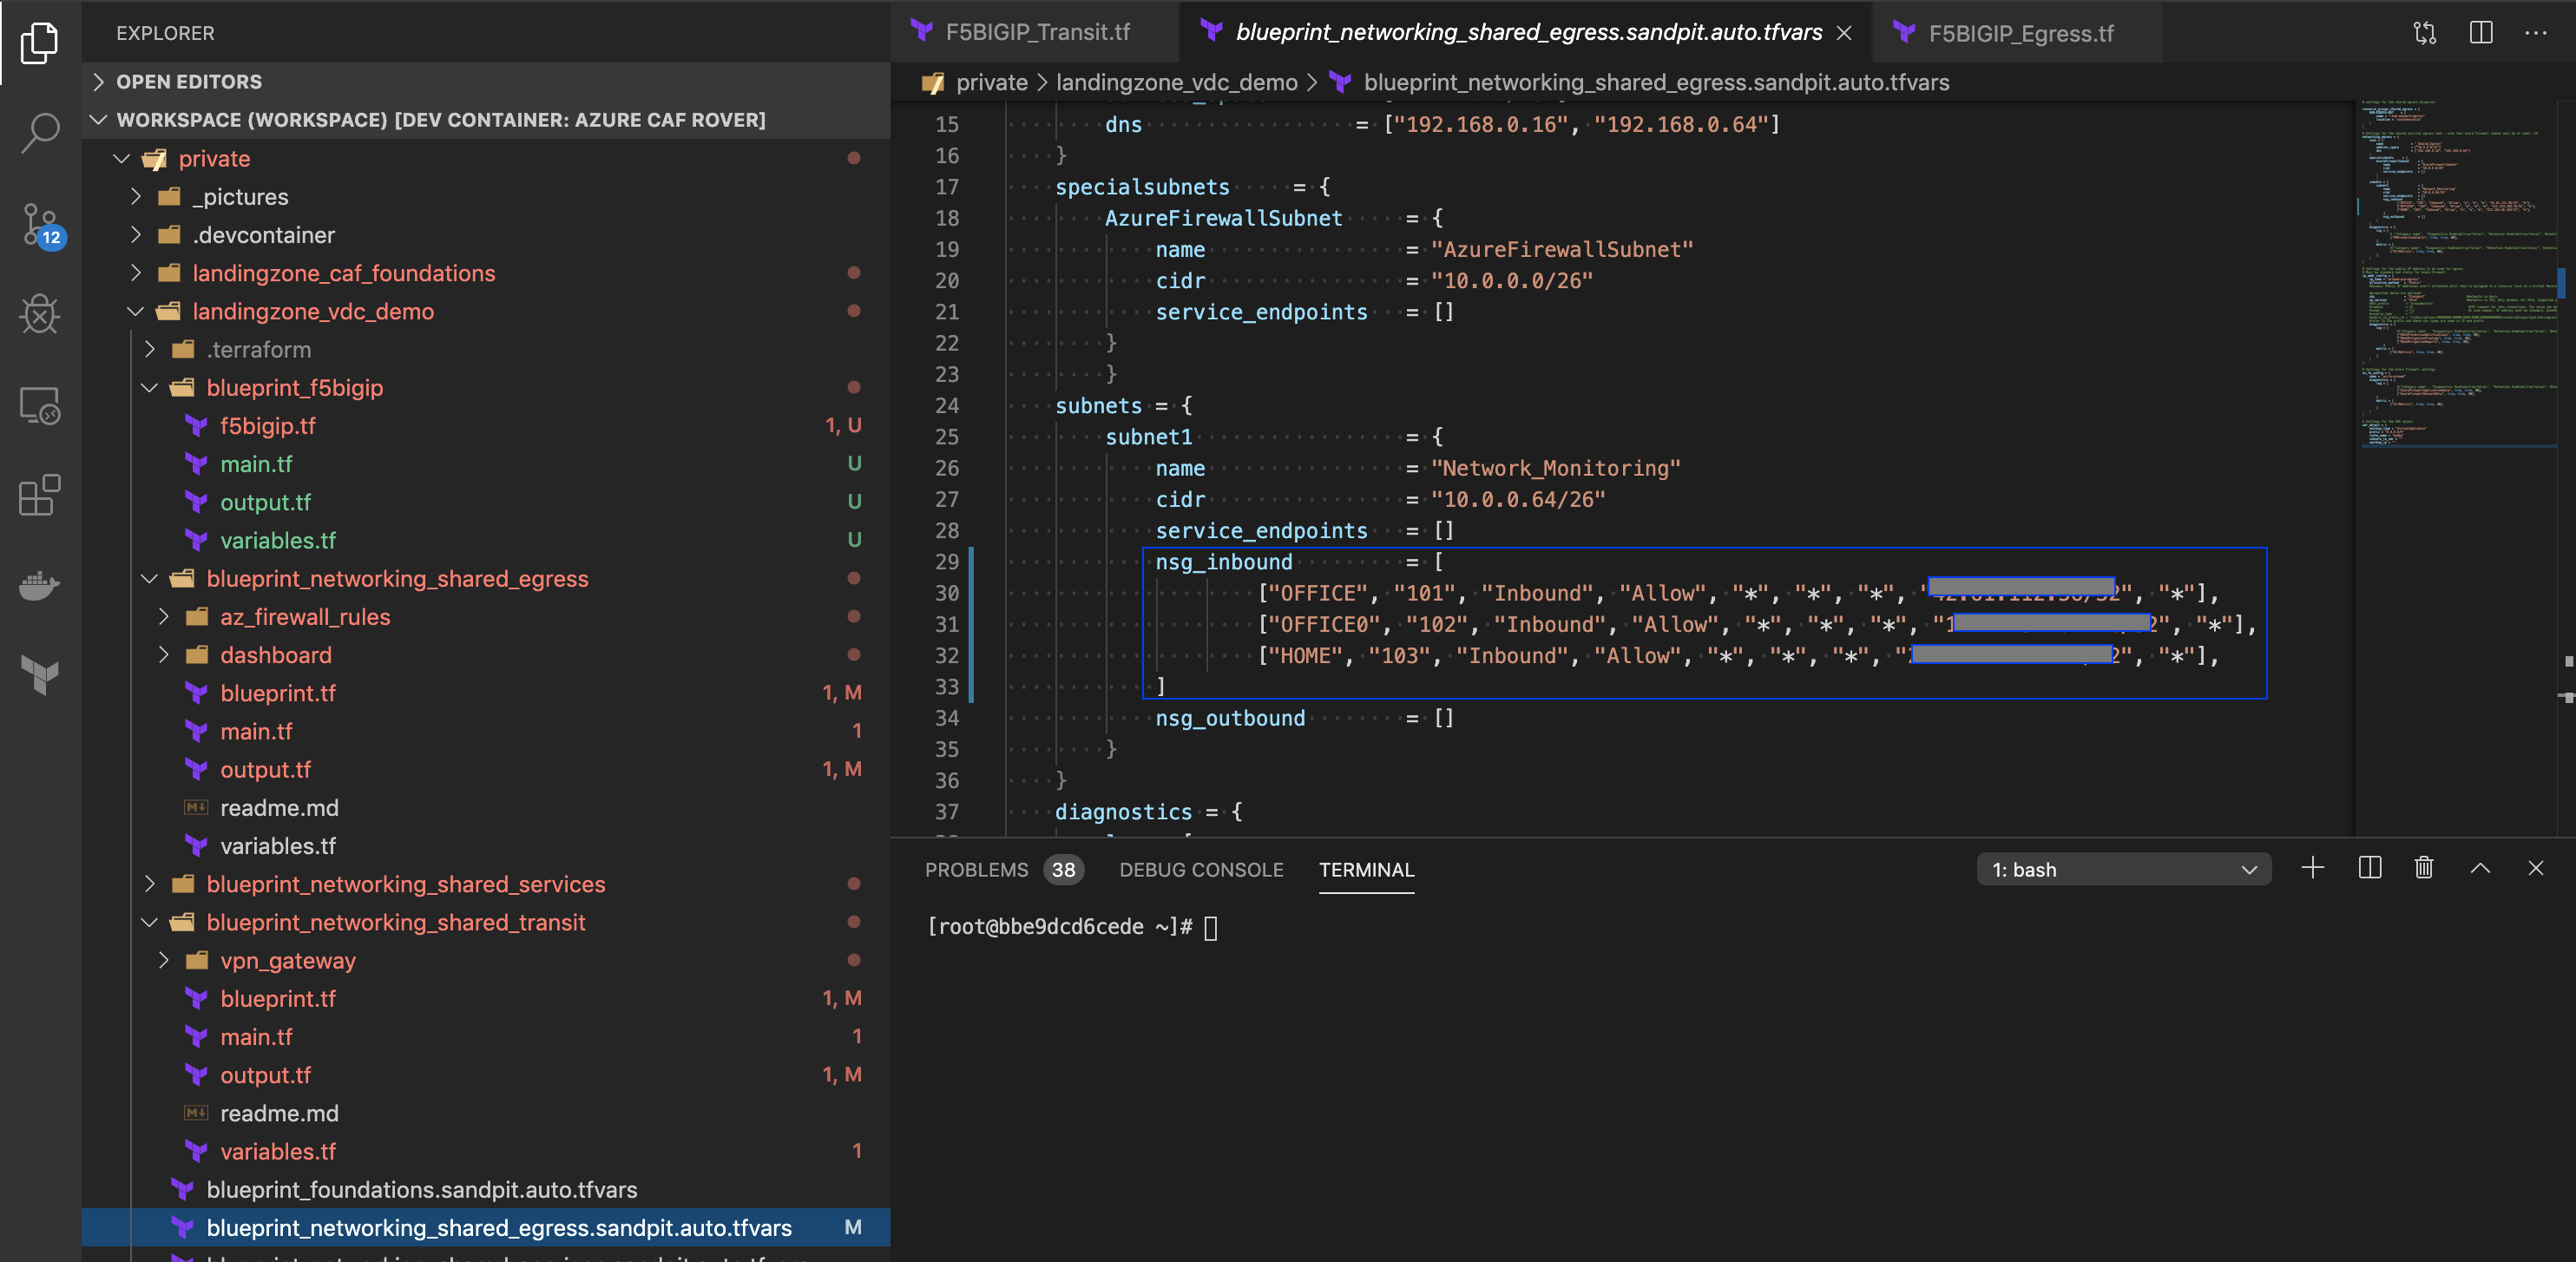 EXPLORER
OPEN EDITORS
WORKSPACE (WORKSPACE) [DEV CONTAINER: AZURE CAF ROVER]
private
_pictures
.devcontainer
landingzone_caf_foundations
landingzone_vdc_demo
.terraform
blueprint_f5bigip
f5bigip.tf 1, U
main.tf U
output.tf U
variables.tf U
blueprint_networking_shared_egress
az_firewall_rules
dashboard
blueprint.tf 1, M
main.tf 1
output.tf 1, M
readme.md
variables.tf
blueprint_networking_shared_services
blueprint_networking_shared_transit
vpn_gateway
blueprint.tf 1, M
main.tf 1
output.tf 1, M
readme.md
variables.tf 1
blueprint_foundations.sandpit.auto.tfvars
blueprint_networking_shared_egress.sandpit.auto.tfvars M
12
F5BIGIP_Transit.tf blueprint_networking_shared_egress.sandpit.auto.tfvars F5BIGIP_Egress.tf
private > landingzone_vdc_demo > blueprint_networking_shared_egress.sandpit.auto.tfvars
15 dns = ["192.168.0.16", "192.168.0.64"]
16 }
17 specialsubnets = {
18 AzureFirewallSubnet = {
19 name = "AzureFirewallSubnet"
20 cidr = "10.0.0.0/26"
21 service_endpoints = []
22 }
23 }
24 subnets = {
25 subnet1 = {
26 name = "Network_Monitoring"
27 cidr = "10.0.0.64/26"
28 service_endpoints = []
29 nsg_inbound = [
30 ["OFFICE", "101", "Inbound", "Allow", "*", "*", "*", " ", "*"],
31 ["OFFICE0", "102", "Inbound", "Allow", "*", "*", "*", "1 2", "*"],
32 ["HOME", "103", "Inbound", "Allow", "*", "*", "*", " 2", "*"],
33 ]
34 nsg_outbound = []
35 }
36 }
37 diagnostics = {
PROBLEMS 38 DEBUG CONSOLE TERMINAL 1: bash
[root@bbe9dcd6cede ~]#